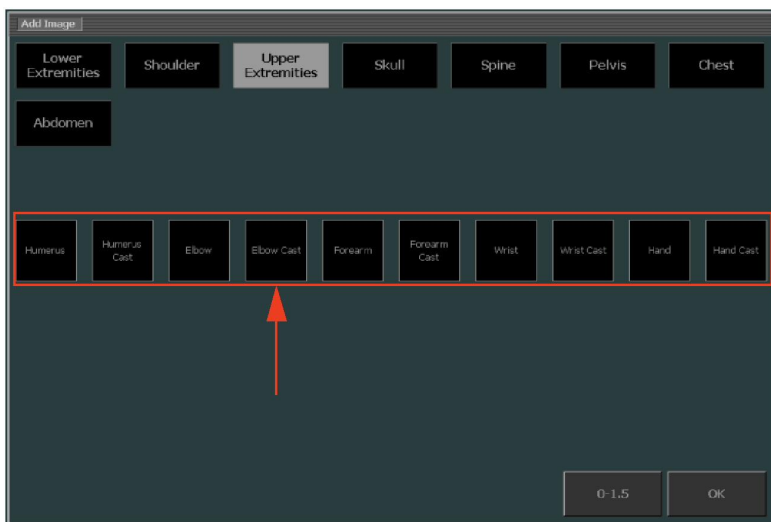 Add Image
Lower
Extremities
Shoulder
Upper
Extremities
Skull
Spine
Pelvis
Chest
Abdomen
Humerus
Humerus
Cast
Elbow
Elbow Cast
Forearm
Forearm
Cast
Wrist
Wrist Cast
Hand
Hand Cast
0-1.5
OK